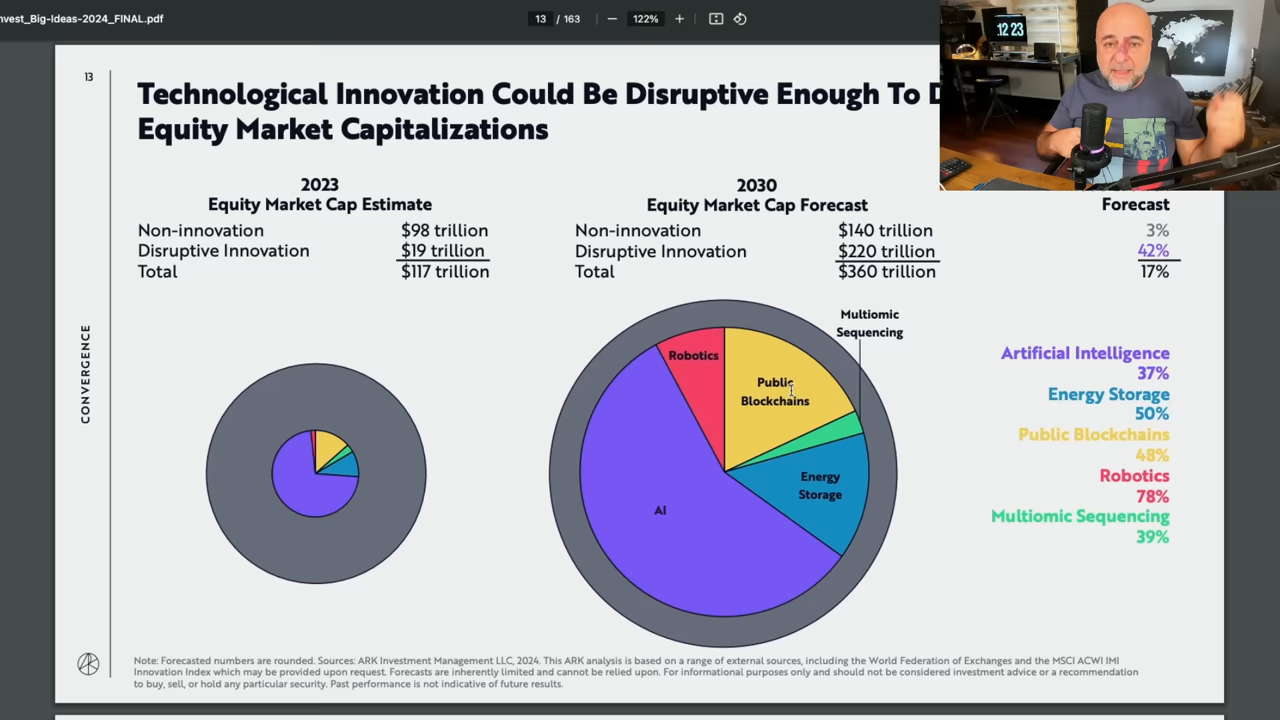 nvest_Big-Ideas-2024_FINAL.pdf
13 / 163
122%
12 23
13
Technological Innovation Could Be Disruptive Enough To
Equity Market Capitalizations
2023
Equity Market Cap Estimate
Non-innovation $98 trillion
Disruptive Innovation $19 trillion
Total $117 trillion
2030
Equity Market Cap Forecast
Non-innovation $140 trillion
Disruptive Innovation $220 trillion
Total $360 trillion
Forecast
3%
42%
17%
CONVERGENCE
Multiomic
Sequencing
Robotics
Public
Blockchains
Energy
Storage
AI
Artificial Intelligence
37%
Energy Storage
50%
Public Blockchains
48%
Robotics
78%
Multiomic Sequencing
39%
Note: Forecasted numbers are rounded. Sources: ARK Investment Management LLC, 2024. This ARK analysis is based on a range of external sources, including the World Federation of Exchanges and the MSCI ACWI IMI
Innovation Index which may be provided upon request. Forecasts are inherently limited and cannot be relied upon. For informational purposes only and should not be considered investment advice or a recommendation
to buy, sell, or hold any particular security. Past performance is not indicative of future results.